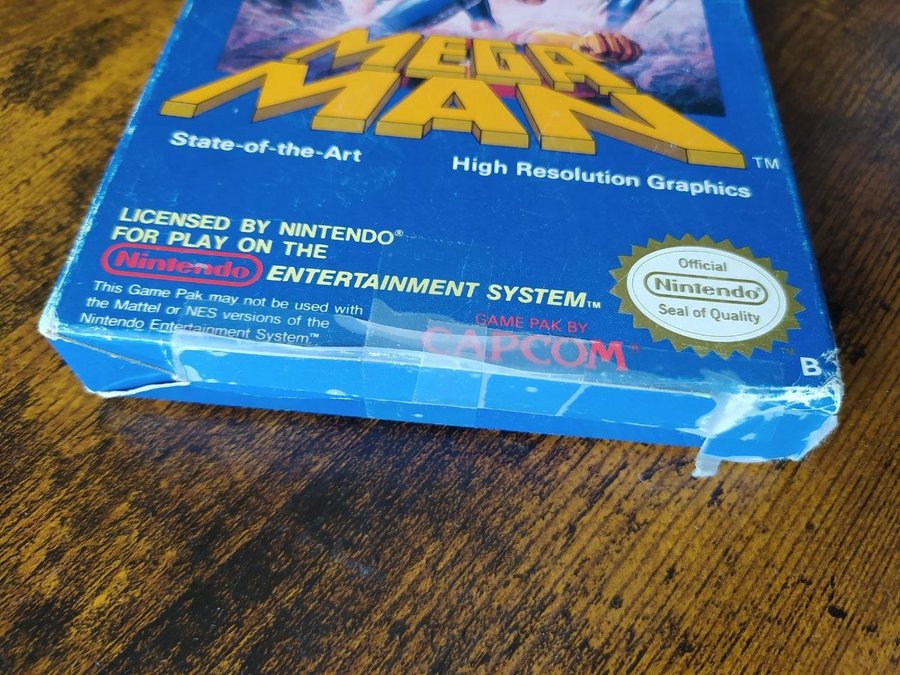 MEGA
MAN™
State-of-the-Art
High Resolution Graphics
LICENSED BY NINTENDO®
FOR PLAY ON THE
Nintendo
ENTERTAINMENT SYSTEM™
This Game Pak may not be used with
the Mattel or NES versions of the
Nintendo Entertainment System™
GAME PAK BY
CAPCOM®
Official
Nintendo®
Seal of Quality
™
B